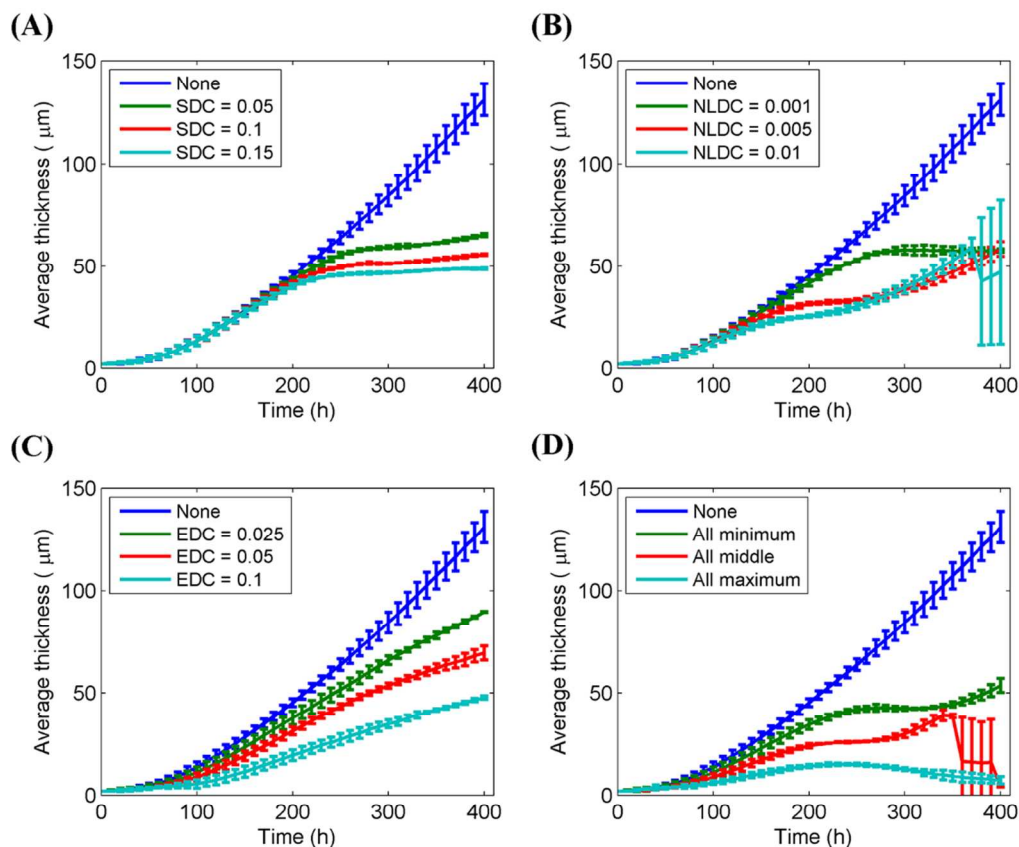 (A)
Average thickness ( μm)
150
100
50
0
None
SDC = 0.05
SDC = 0.1
SDC = 0.15
0 100 200 300 400
Time (h)
(B)
Average thickness ( μm)
150
100
50
0
None
NLDC = 0.001
NLDC = 0.005
NLDC = 0.01
0 100 200 300 400
Time (h)
(C)
Average thickness ( μm)
150
100
50
0
None
EDC = 0.025
EDC = 0.05
EDC = 0.1
0 100 200 300 400
Time (h)
(D)
Average thickness ( μm)
150
100
50
0
None
All minimum
All middle
All maximum
0 100 200 300 400
Time (h)